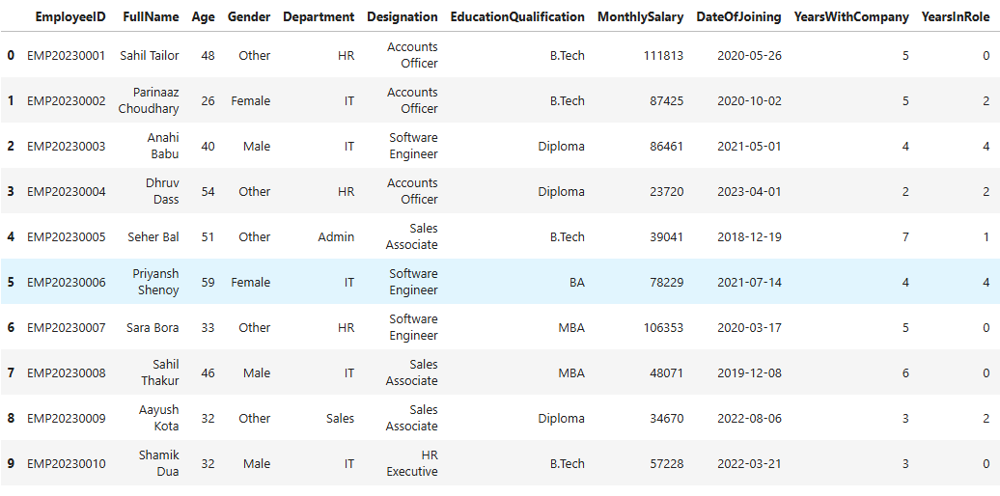 EmployeeID FullName Age Gender Department Designation EducationQualification MonthlySalary DateOfJoining YearsWithCompany YearsInRole
0 EMP20230001 Sahil Tailor 48 Other HR Accounts Officer B.Tech 111813 2020-05-26 5 0
1 EMP20230002 Parinaaz Choudhary 26 Female IT Accounts Officer B.Tech 87425 2020-10-02 5 2
2 EMP20230003 Anahi Babu 40 Male IT Software Engineer Diploma 86461 2021-05-01 4 4
3 EMP20230004 Dhruv Dass 54 Other HR Accounts Officer Diploma 23720 2023-04-01 2 2
4 EMP20230005 Seher Bal 51 Other Admin Sales Associate B.Tech 39041 2018-12-19 7 1
5 EMP20230006 Priyansh Shenoy 59 Female IT Software Engineer BA 78229 2021-07-14 4 4
6 EMP20230007 Sara Bora 33 Other HR Software Engineer MBA 106353 2020-03-17 5 0
7 EMP20230008 Sahil Thakur 46 Male IT Sales Associate MBA 48071 2019-12-08 6 0
8 EMP20230009 Aayush Kota 32 Other Sales Sales Associate Diploma 34670 2022-08-06 3 2
9 EMP20230010 Shamik Dua 32 Male IT HR Executive B.Tech 57228 2022-03-21 3 0